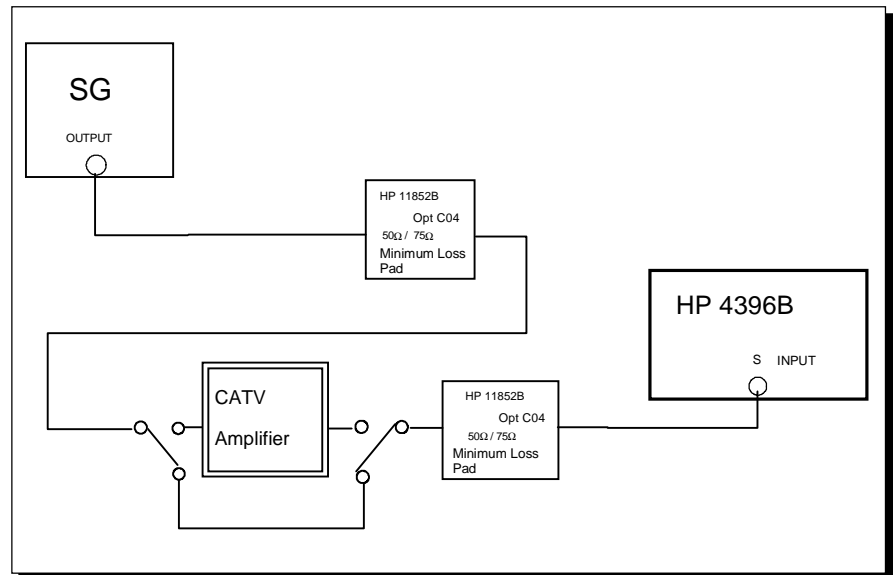 SG
OUTPUT
HP 11852B
Opt C04
50Ω / 75Ω
Minimum Loss
Pad
HP 4396B
S INPUT
CATV
Amplifier
HP 11852B
Opt C04
50Ω / 75Ω
Minimum Loss
Pad